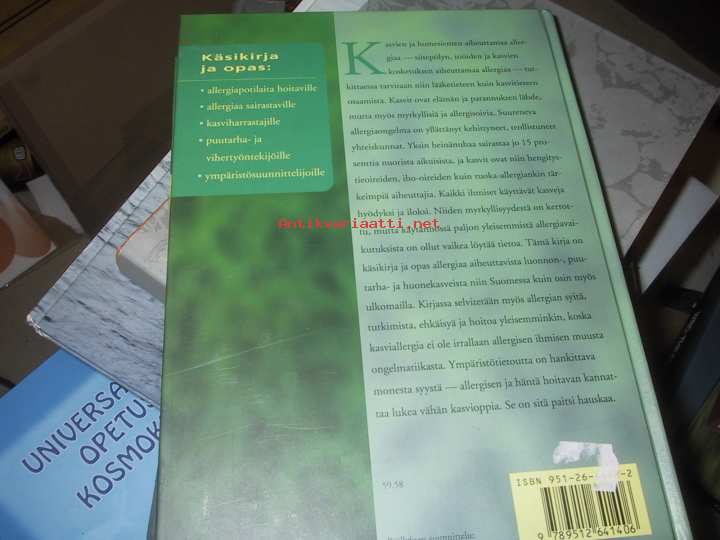 Käsikirja
ja opas:
• allergiapotilaita hoitaville
• allergiaa sairastaville
• kasviharrastajille
• puutarha- ja
vihertyöntekijöille
• ympäristösuunnittelijoille
Kasvien ja homesienten aiheuttamaa aller-
giaa — siitepölyn, itiöiden ja kasvien
kosketuksen aiheuttamaa allergiaa — tut-
kittaessa tarvitaan niin lääketieteen kuin kasvitieteen
osaamista. Kasvit ovat elämän ja parannuksen lähde,
mutta myös myrkyllisiä ja allergisoivia. Suureneva
allergiaongelma on yllättänyt kehittyneet, teollistuneet
yhteiskunnat. Yksin heinänuhaa sairastaa jo 15 pro-
senttia nuorista aikuisista, ja kasvit ovat niin hengitys-
tieoireiden, iho-oireiden kuin ruoka-allergiankin tär-
keimpiä aiheuttajia. Kaikki ihmiset käyttävät kasveja
hyödyksi ja iloksi. Niiden myrkyllisyydestä on kerrot-
tu, mutta käytännössä paljon yleisemmistä allergiavai-
kutuksista on ollut vaikea löytää tietoa. Tämä kirja on
käsikirja ja opas allergiaa aiheuttavista luonnon-, puu-
tarha- ja huonekasveista niin Suomessa kuin osin myös
ulkomailla. Kirjassa selvitetään myös allergian syitä,
tutkimista, ehkäisyä ja hoitoa yleisemminkin, koska
kasviallergia ei ole irrallaan allergisen ihmisen muusta
ongelmatiikasta. Ympäristötietoutta on hankittava
monesta syystä — allergisen ja häntä hoitavan kannat-
taa lukea vähän kasvioppia. Se on sitä paitsi hauskaa.
Antikvariaatti.net
59.58
ISBN 951-26-
-2
9 789512 641406
UNIVERSA
OPETU
KOSMOK